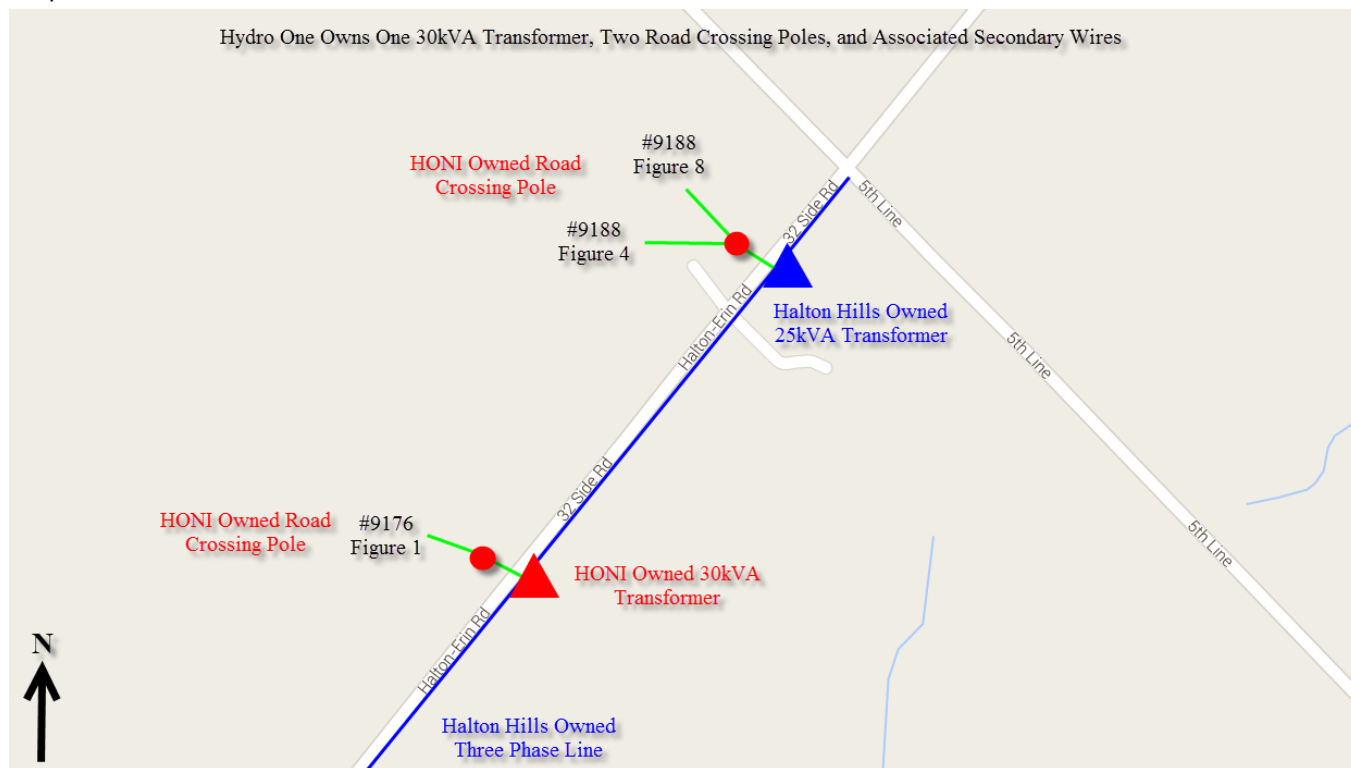 Hydro One Owns One 30kVA Transformer, Two Road Crossing Poles, and Associated Secondary Wires
#9188
Figure 8
HONI Owned Road
Crossing Pole
#9188
Figure 4
32 Side Rd
5th Line
Halton-Erin Rd
Halton Hills Owned
25kVA Transformer
5th Line
32 Side Rd
HONI Owned Road
Crossing Pole
#9176
Figure 1
5th Line
HONI Owned 30kVA
Transformer
Halton-Erin Rd
N
Halton Hills Owned
Three Phase Line